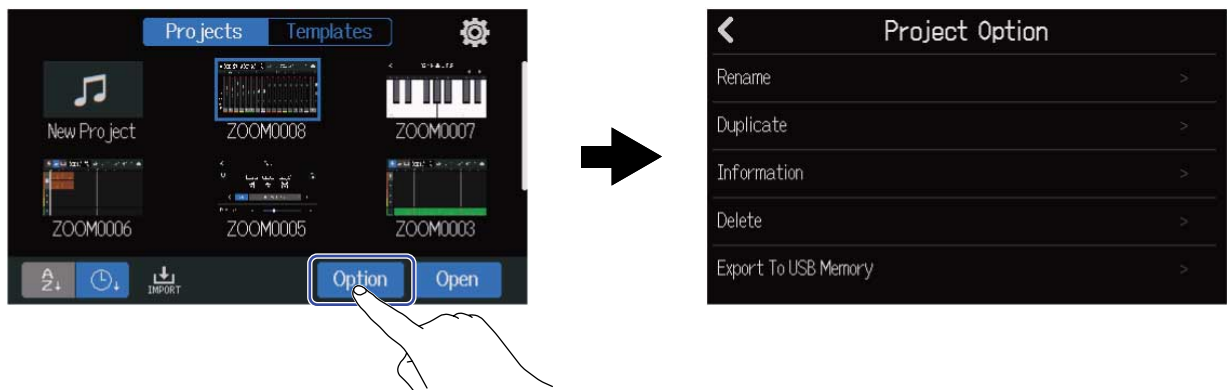 Projects Templates
New Project ZOOM0008 ZOOM0007
ZOOM0006 ZOOM0005 ZOOM0003
A
Z↓ IMPORT Option Open
Project Option
Rename >
Duplicate >
Information >
Delete >
Export To USB Memory >